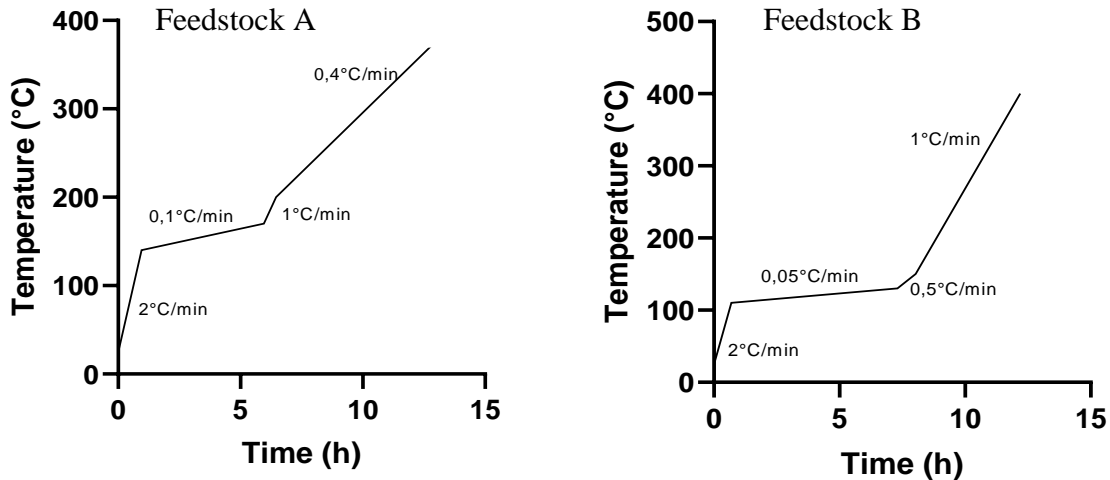 Feedstock A
Temperature (°C)
400
300
200
100
0
0,4°C/min
0,1°C/min
1°C/min
2°C/min
0
5
10
15
Time (h)
Feedstock B
Temperature (°C)
500
400
300
200
100
0
1°C/min
0,05°C/min
0,5°C/min
2°C/min
0
5
10
15
Time (h)